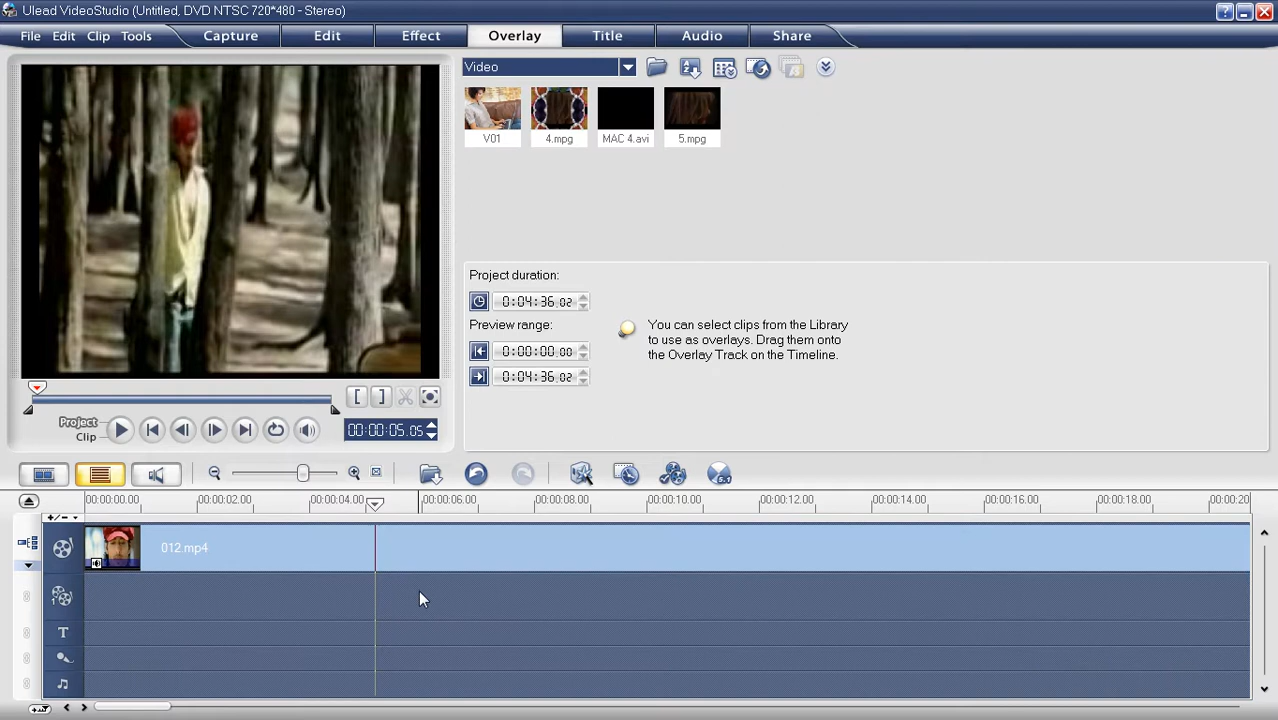 Ulead VideoStudio (Untitled, DVD NTSC 720*480 - Stereo)
File Edit Clip Tools Capture Edit Effect Overlay Title Audio Share
Video
V01 4.mpg MAC 4.avi 5.mpg
Project duration:
0:04:36.02
Preview range:
0:00:00.00
0:04:36.02
You can select clips from the Library
to use as overlays. Drag them onto
the Overlay Track on the Timeline.
Project
Clip
00:00:05.05
00:00:00.00 00:00:02.00 00:00:04.00 00:00:06.00 00:00:08.00 00:00:10.00 00:00:12.00 00:00:14.00 00:00:16.00 00:00:18.00 00:00:20
012.mp4